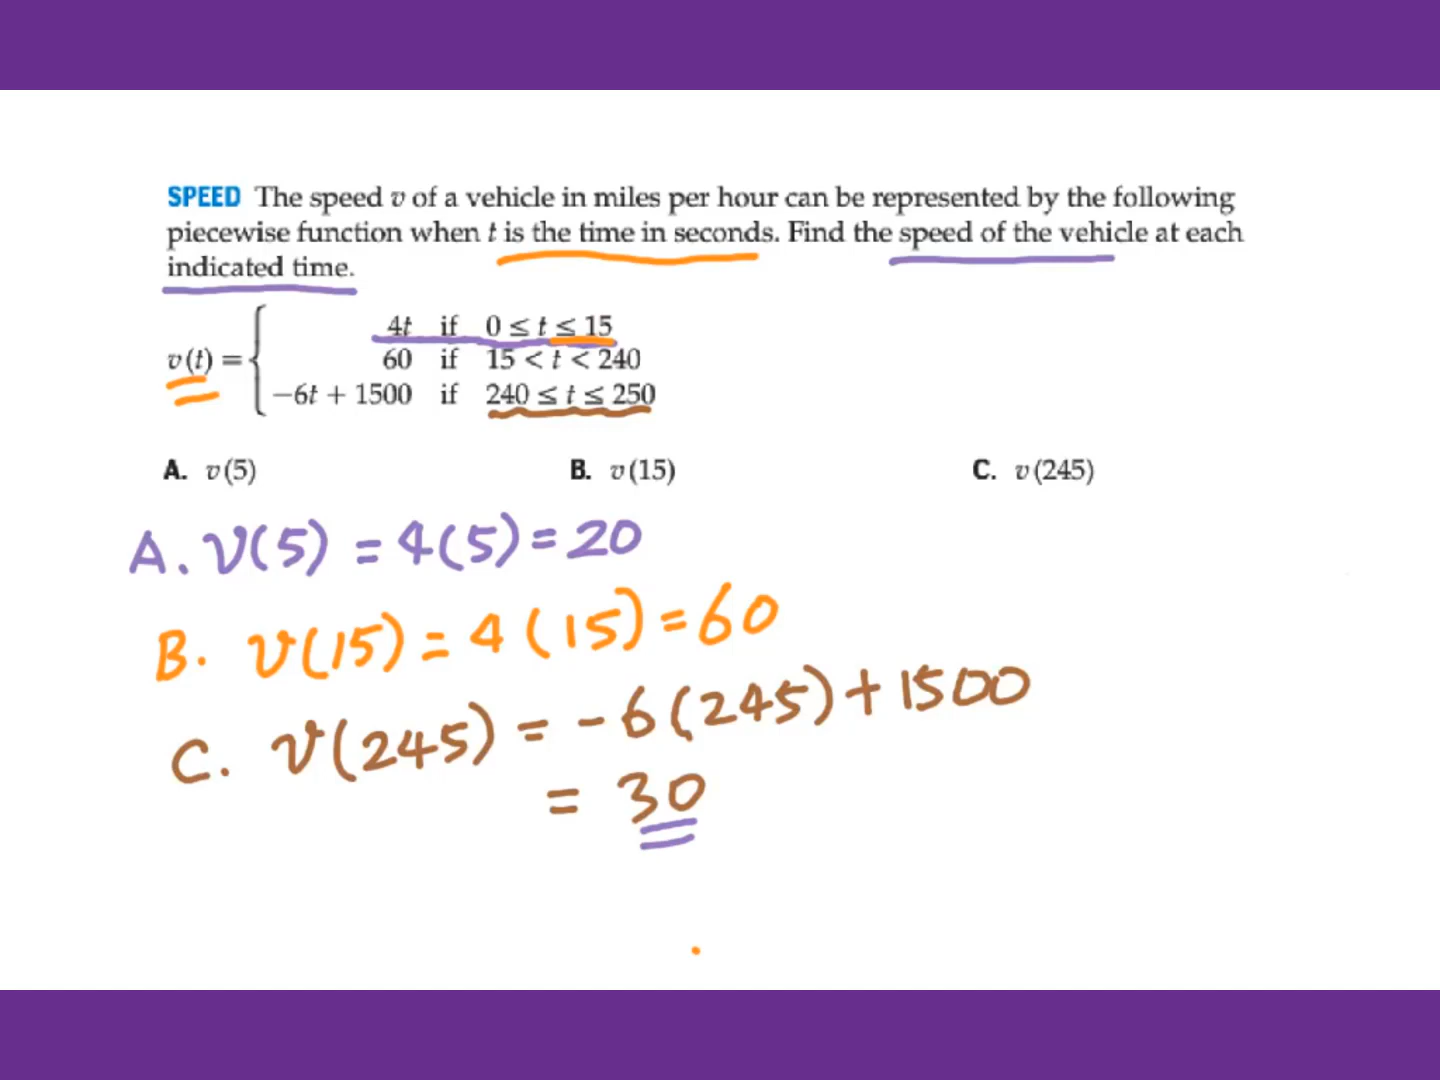 SPEED The speed v of a vehicle in miles per hour can be represented by the following
piecewise function when t is the time in seconds. Find the speed of the vehicle at each
indicated time.
4t if 0 ≤ t ≤ 15
v(t) = { 60 if 15 < t < 240
−6t + 1500 if 240 ≤ t ≤ 250
A. v(5) B. v(15) C. v(245)
A. v(5) = 4(5) = 20
B. v(15) = 4(15) = 60
C. v(245) = -6(245) + 1500
= 30